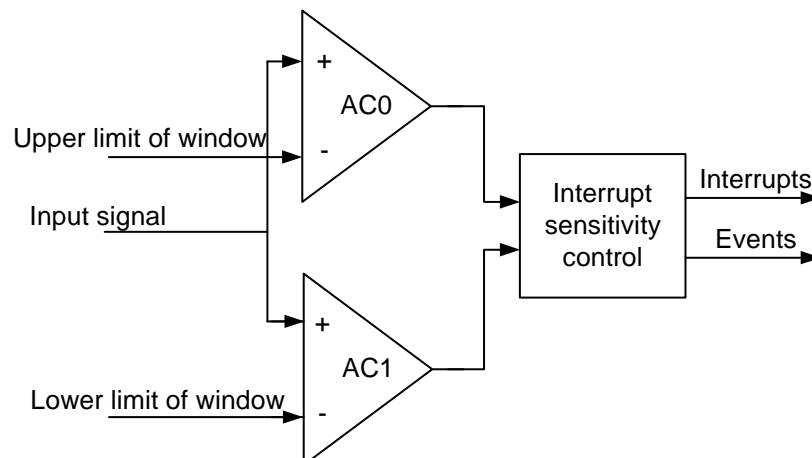 +
AC0
Upper limit of window
-
Interrupt
sensitivity
control
Interrupts
Input signal
Events
+
AC1
Lower limit of window
-